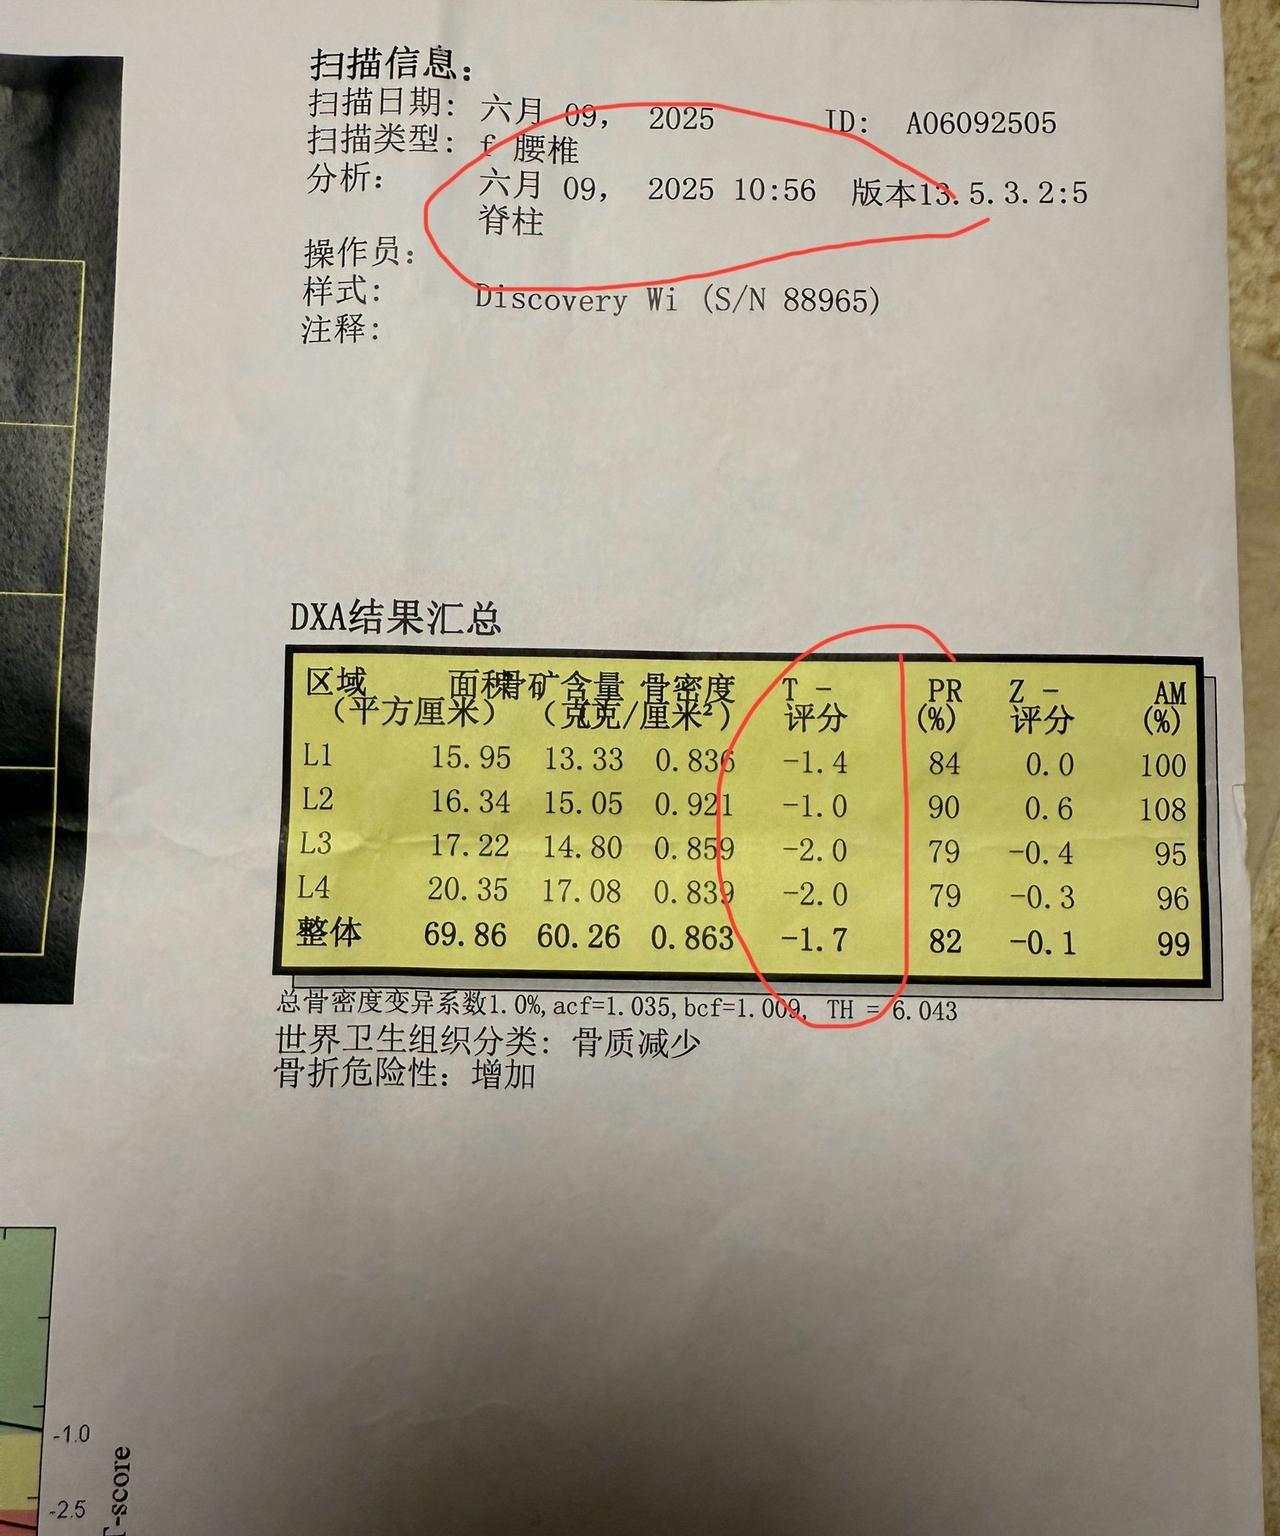 扫描信息：
扫描日期： 六月 09， 2025 ID： A06092505
扫描类型： f 腰椎
分析： 六月 09， 2025 10:56 版本13.5.3.2:5
脊柱
操作员：
样式： Discovery Wi (S/N 88965)
注释：
DXA结果汇总
区域 面积 骨矿含量 骨密度 T - PR Z - AM
（平方厘米） （克 克/厘米²） 评分 (%) 评分 (%)
L1 15.95 13.33 0.836 -1.4 84 0.0 100
L2 16.34 15.05 0.921 -1.0 90 0.6 108
L3 17.22 14.80 0.859 -2.0 79 -0.4 95
L4 20.35 17.08 0.839 -2.0 79 -0.3 96
整体 69.86 60.26 0.863 -1.7 82 -0.1 99
总骨密度变异系数1.0%,acf=1.035,bcf=1.009, TH = 6.043
世界卫生组织分类：骨质减少
骨折危险性：增加
-1.0
-2.5
T-score